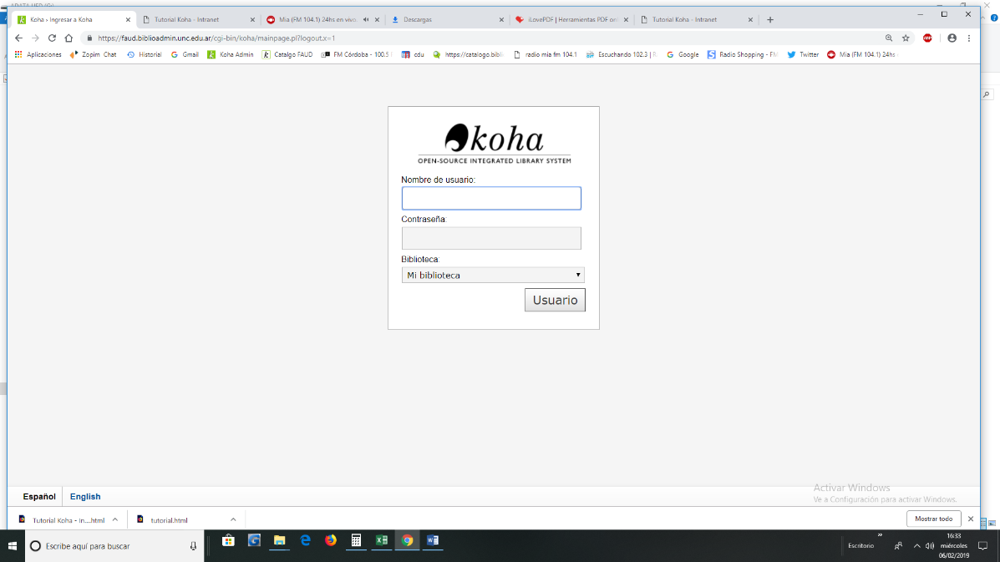 Koha › Ingresar a Koha
Tutorial Koha - Intranet
Mia (FM 104.1) 24hs en vivo.
Descargas
iLovePDF | Herramientas PDF onl
Tutorial Koha - Intranet
https://faud.biblioadmin.unc.edu.ar/cgi-bin/koha/mainpage.pl?logout.x=1
ABP
Aplicaciones
Zopim Chat
Historial
Gmail
Koha Admin
Catalgo FAUD
FM Córdoba - 100.5
cdu
https://catalogo.bibli
radio mia fm 104.1
Escuchando 102.3 | R
Google
Radio Shopping - FM
Twitter
Mia (FM 104.1) 24hs
koha
OPEN-SOURCE INTEGRATED LIBRARY SYSTEM
Nombre de usuario:
Contraseña:
Biblioteca:
Mi biblioteca
Usuario
Activar Windows
Ve a Configuración para activar Windows.
Español
English
Tutorial Koha - In....html
tutorial.html
Mostrar todo
Escribe aquí para buscar
Escritorio
16:33
miércoles
06/02/2019